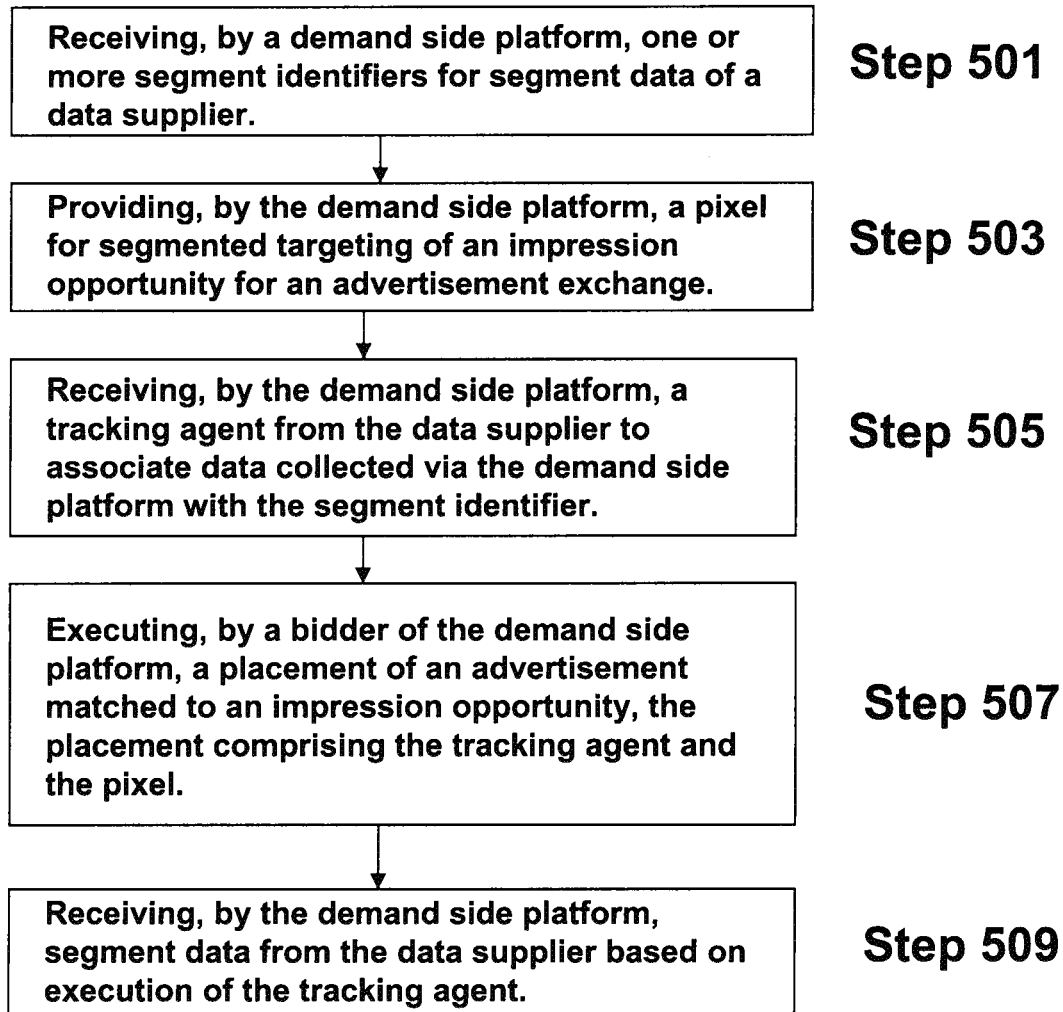 Receiving, by a demand side platform, one or
more segment identifiers for segment data of a
data supplier.
Step 501
Providing, by the demand side platform, a pixel
for segmented targeting of an impression
opportunity for an advertisement exchange.
Step 503
Receiving, by the demand side platform, a
tracking agent from the data supplier to
associate data collected via the demand side
platform with the segment identifier.
Step 505
Executing, by a bidder of the demand side
platform, a placement of an advertisement
matched to an impression opportunity, the
placement comprising the tracking agent and
the pixel.
Step 507
Receiving, by the demand side platform,
segment data from the data supplier based on
execution of the tracking agent.
Step 509